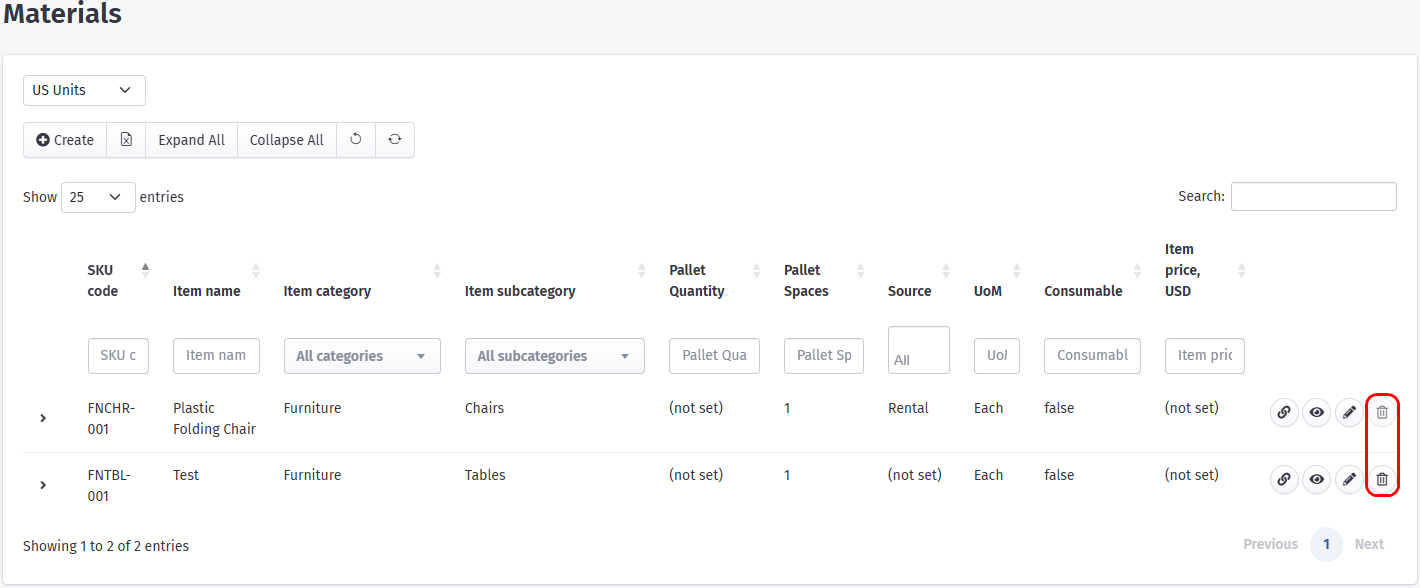 Materials
US Units
Create Expand All Collapse All
Show 25 entries Search:
SKU code Item name Item category Item subcategory Pallet Quantity Pallet Spaces Source UoM Consumable Item price, USD
SKU c Item nam All categories All subcategories Pallet Qua Pallet Sp All UoM Consumabl Item pric
FNCHR-001 Plastic Folding Chair Furniture Chairs (not set) 1 Rental Each false (not set)
FNTBL-001 Test Furniture Tables (not set) 1 (not set) Each false (not set)
Showing 1 to 2 of 2 entries Previous 1 Next